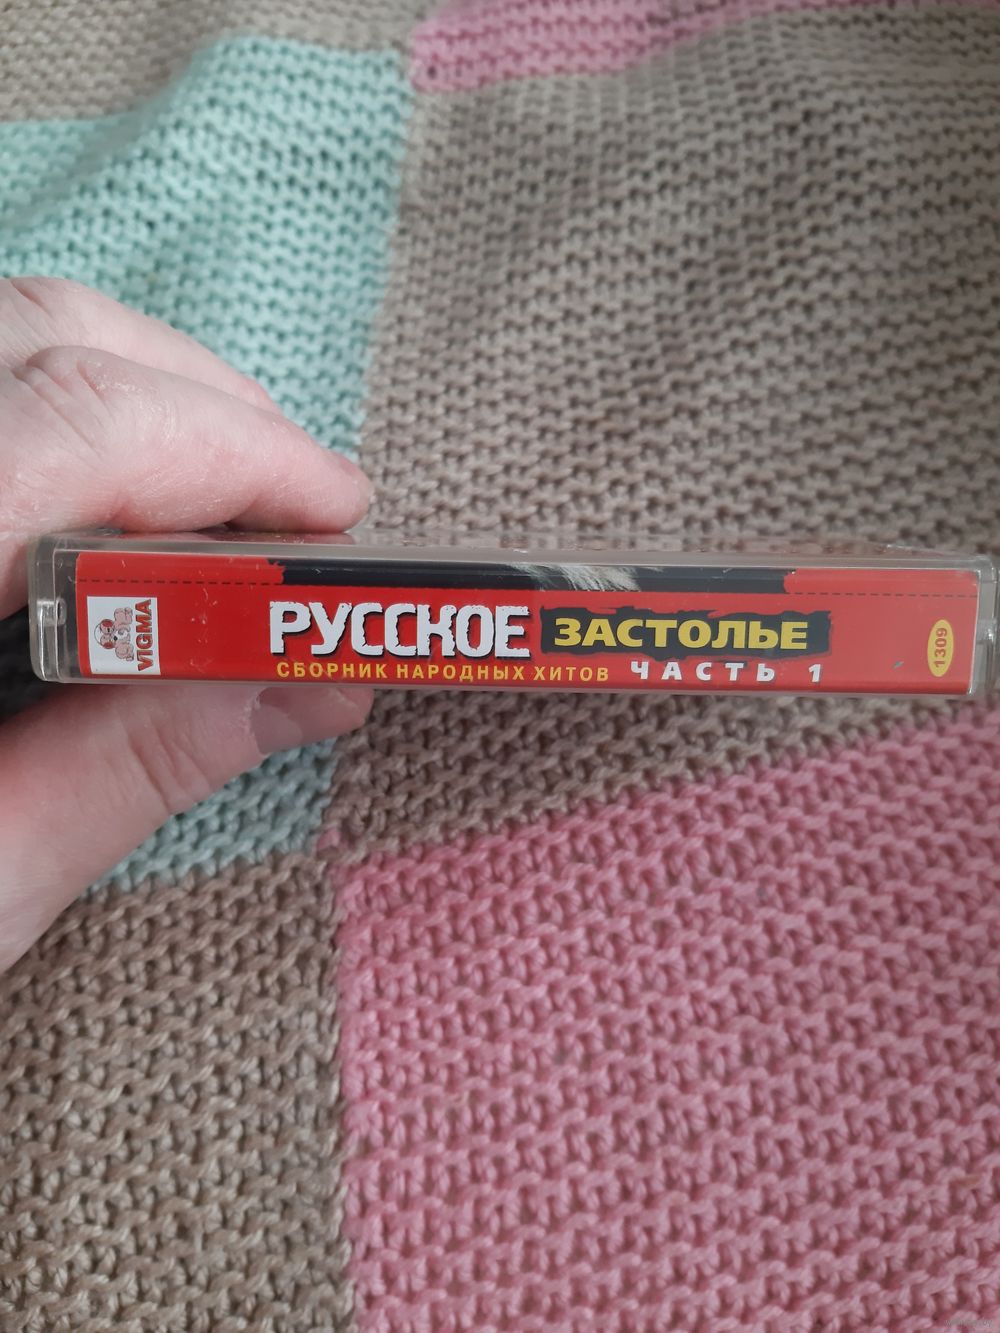 VIGMA
РУССКОЕ ЗАСТОЛЬЕ
СБОРНИК НАРОДНЫХ ХИТОВ ЧАСТЬ 1
1309